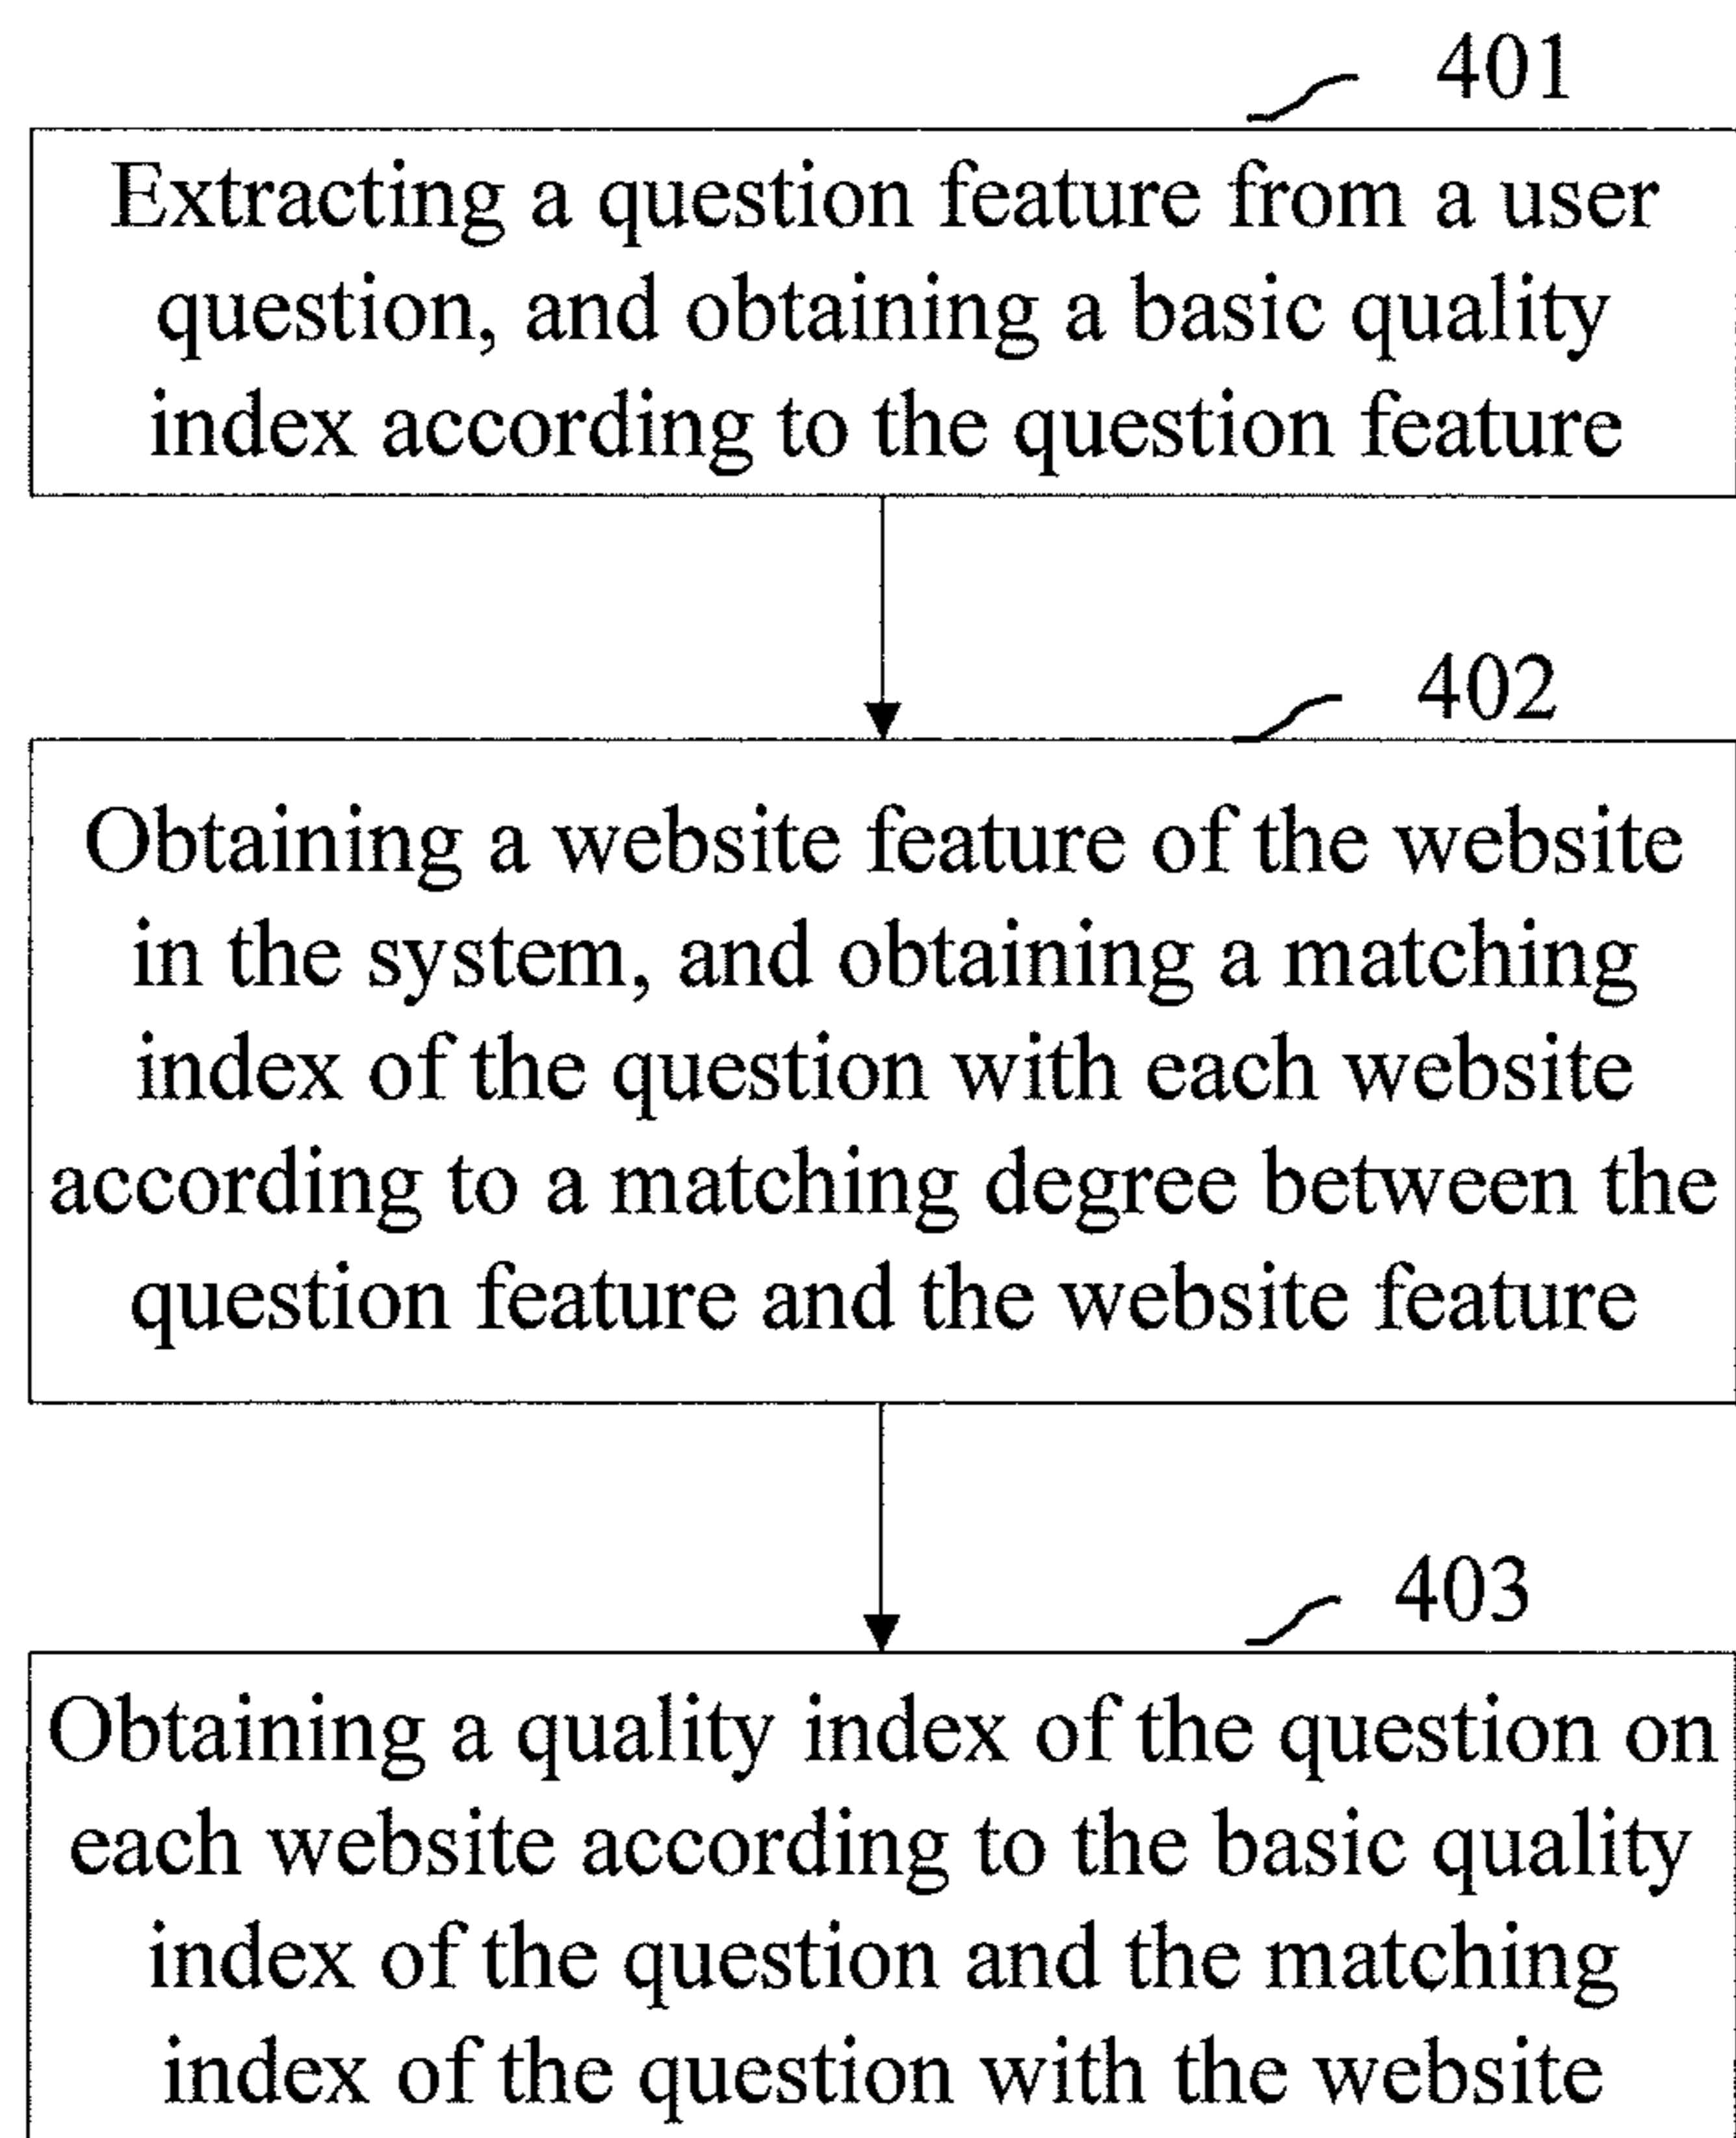 401
Extracting a question feature from a user
question, and obtaining a basic quality
index according to the question feature
402
Obtaining a website feature of the website
in the system, and obtaining a matching
index of the question with each website
according to a matching degree between the
question feature and the website feature
403
Obtaining a quality index of the question on
each website according to the basic quality
index of the question and the matching
index of the question with the website